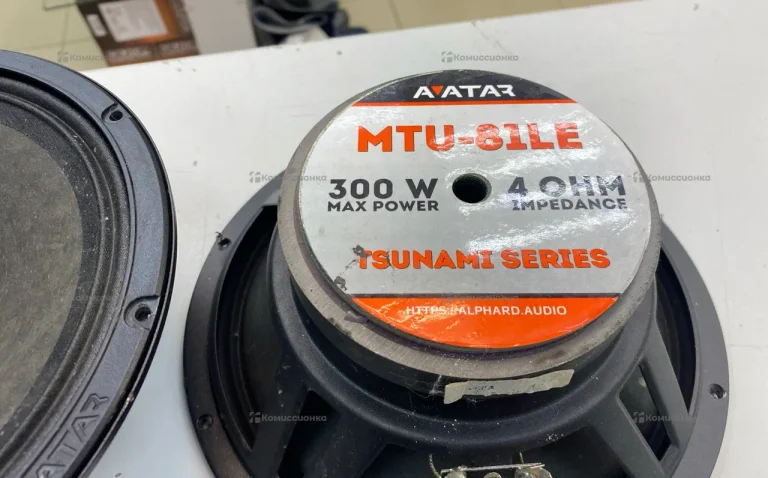 AVATAR
MTU-81LE
300 W
MAX POWER
4 OHM
IMPEDANCE
TSUNAMI SERIES
HTTPS://ALPHARD.AUDIO
ATAR
Комиссионка
Комиссионка
Комиссионка
Комиссионка
Комиссионка
Комиссионка